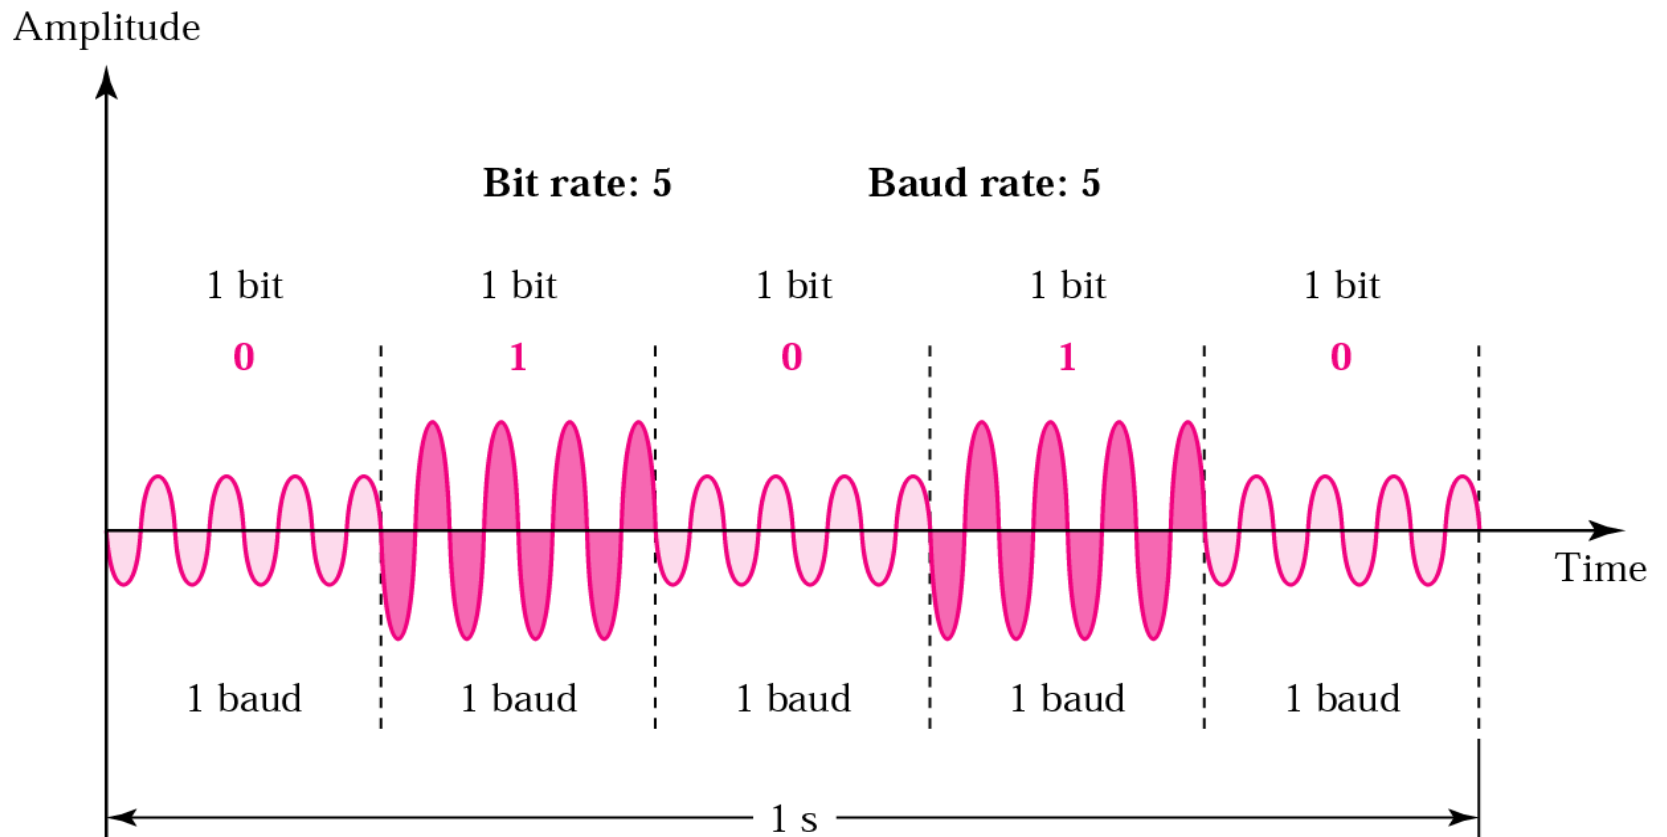 Amplitude
Bit rate: 5 Baud rate: 5
1 bit 1 bit 1 bit 1 bit 1 bit
0 1 0 1 0
Time
1 baud 1 baud 1 baud 1 baud 1 baud
1 s